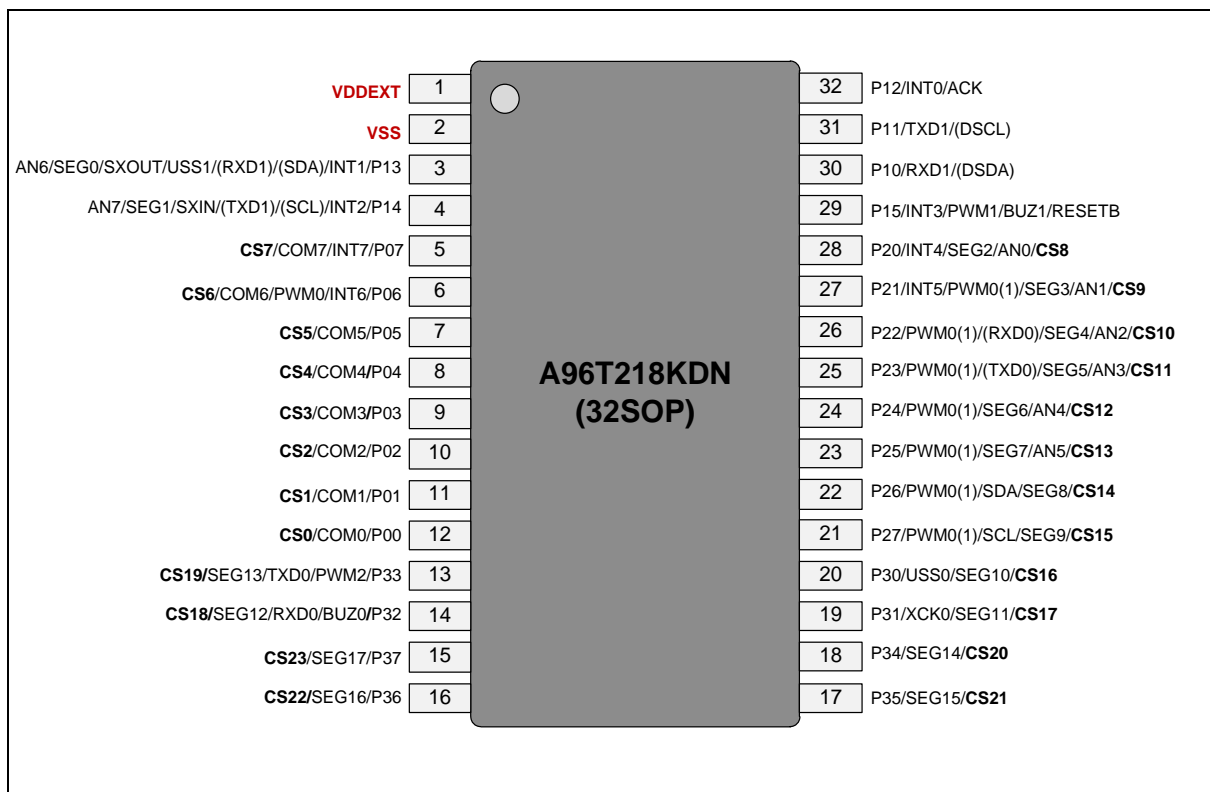 VDDEXT 1
VSS 2
AN6/SEG0/SXOUT/USS1/(RXD1)/(SDA)/INT1/P13 3
AN7/SEG1/SXIN/(TXD1)/(SCL)/INT2/P14 4
CS7/COM7/INT7/P07 5
CS6/COM6/PWM0/INT6/P06 6
CS5/COM5/P05 7
CS4/COM4/P04 8
CS3/COM3/P03 9
CS2/COM2/P02 10
CS1/COM1/P01 11
CS0/COM0/P00 12
CS19/SEG13/TXD0/PWM2/P33 13
CS18/SEG12/RXD0/BUZ0/P32 14
CS23/SEG17/P37 15
CS22/SEG16/P36 16
A96T218KDN
(32SOP)
32 P12/INT0/ACK
31 P11/TXD1/(DSCL)
30 P10/RXD1/(DSDA)
29 P15/INT3/PWM1/BUZ1/RESETB
28 P20/INT4/SEG2/AN0/CS8
27 P21/INT5/PWM0(1)/SEG3/AN1/CS9
26 P22/PWM0(1)/(RXD0)/SEG4/AN2/CS10
25 P23/PWM0(1)/(TXD0)/SEG5/AN3/CS11
24 P24/PWM0(1)/SEG6/AN4/CS12
23 P25/PWM0(1)/SEG7/AN5/CS13
22 P26/PWM0(1)/SDA/SEG8/CS14
21 P27/PWM0(1)/SCL/SEG9/CS15
20 P30/USS0/SEG10/CS16
19 P31/XCK0/SEG11/CS17
18 P34/SEG14/CS20
17 P35/SEG15/CS21